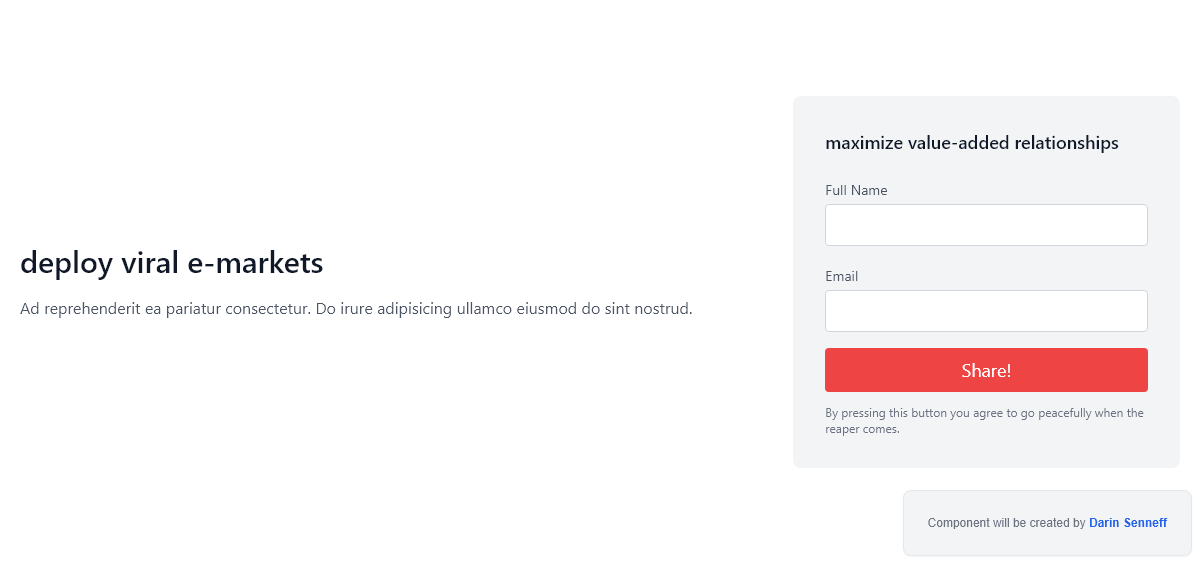 deploy viral e-markets
Ad reprehenderit ea pariatur consectetur. Do irure adipisicing ullamco eiusmod do sint nostrud.
maximize value-added relationships
Full Name
Email
Share!
By pressing this button you agree to go peacefully when the
reaper comes.
Component will be created by Darin Senneff